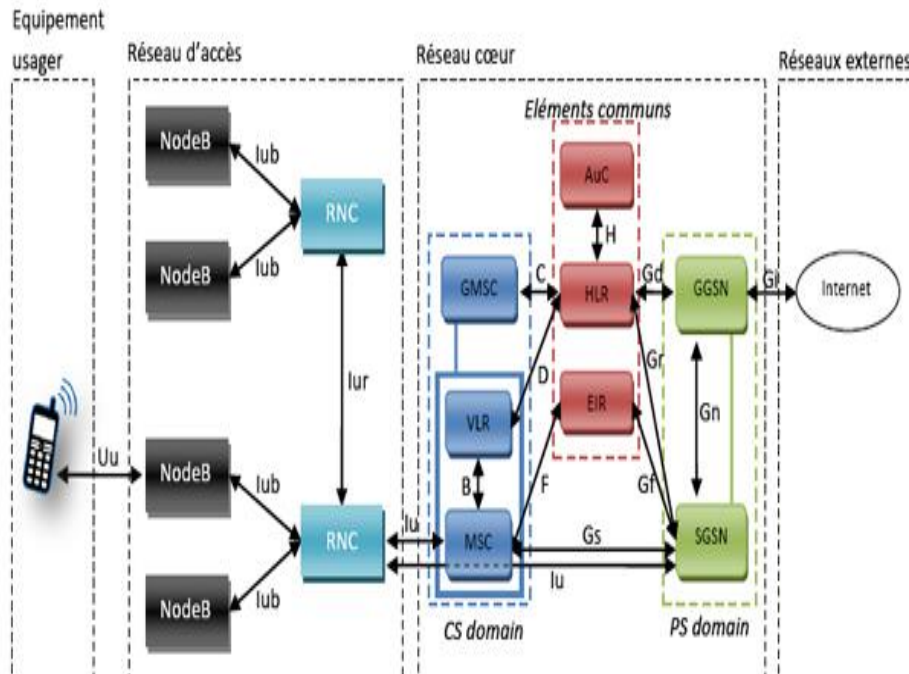 Equipement
usager
Réseau d'accès
Réseau cœur
Réseaux externes
Eléments communs
NodeB
Iub
RNC
NodeB
Iub
Iur
AuC
H
GMSC
C
HLR
Gd
GGSN
Gi
Internet
D
Gr
VLR
EIR
Gn
B
F
Gf
Uu
NodeB
Iub
RNC
Iu
MSC
Gs
SGSN
Iu
NodeB
Iub
CS domain
PS domain